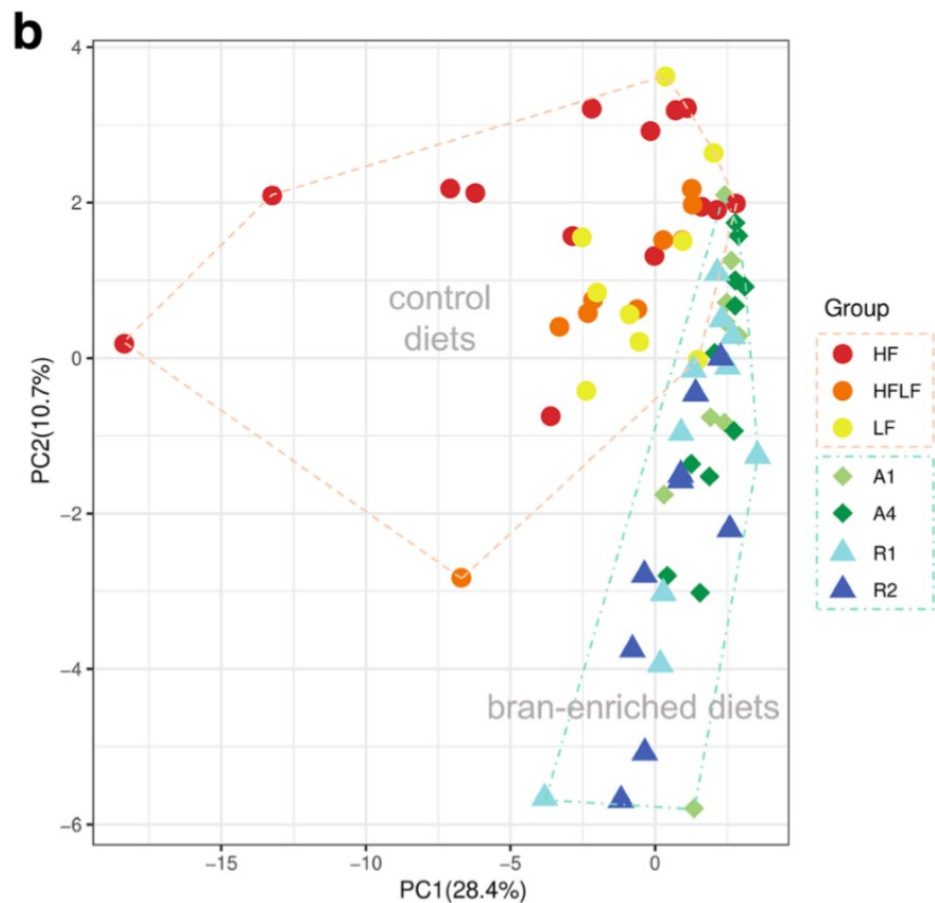 b
4
2
0
−2
−4
−6
PC2(10.7%)
−15
−10
−5
0
PC1(28.4%)
control
diets
bran-enriched diets
Group
HF
HFLF
LF
A1
A4
R1
R2